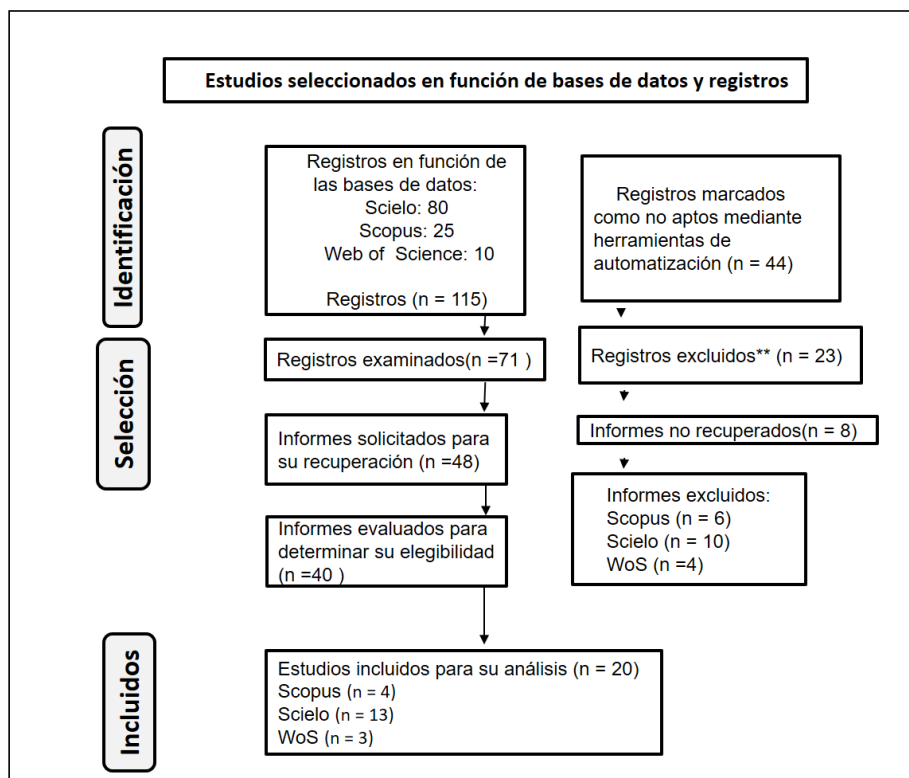 Estudios seleccionados en función de bases de datos y registros
Identificación
Registros en función de
las bases de datos:
Scielo: 80
Scopus: 25
Web of Science: 10
Registros (n = 115)
Registros marcados
como no aptos mediante
herramientas de
automatización (n = 44)
Selección
Registros examinados(n =71 )
Registros excluidos** (n = 23)
Informes solicitados para
su recuperación (n =48)
Informes no recuperados(n = 8)
Informes evaluados para
determinar su elegibilidad
(n =40 )
Informes excluidos:
Scopus (n = 6)
Scielo (n = 10)
WoS (n =4)
Incluidos
Estudios incluidos para su análisis (n = 20)
Scopus (n = 4)
Scielo (n = 13)
WoS (n = 3)